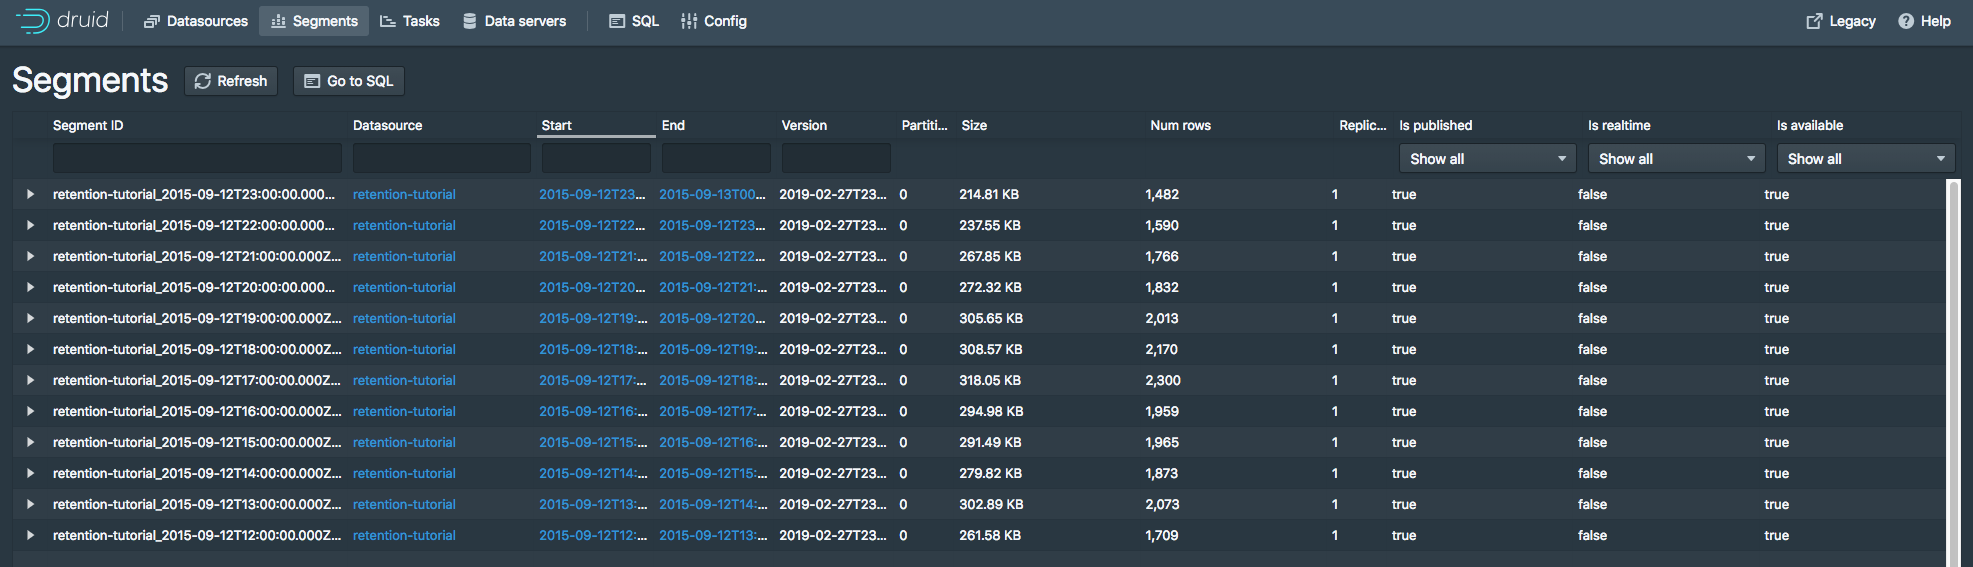 druid Datasources Segments Tasks Data servers SQL Config Legacy Help
Segments Refresh Go to SQL
Segment ID Datasource Start End Version Partiti... Size Num rows Replic... Is published Is realtime Is available
Show all Show all Show all
retention-tutorial_2015-09-12T23:00:00.000... retention-tutorial 2015-09-12T23... 2015-09-13T00... 2019-02-27T23... 0 214.81 KB 1,482 1 true false true
retention-tutorial_2015-09-12T22:00:00.000... retention-tutorial 2015-09-12T22... 2015-09-12T23... 2019-02-27T23... 0 237.55 KB 1,590 1 true false true
retention-tutorial_2015-09-12T21:00:00.000Z... retention-tutorial 2015-09-12T21:... 2015-09-12T22... 2019-02-27T23... 0 267.85 KB 1,766 1 true false true
retention-tutorial_2015-09-12T20:00:00.000... retention-tutorial 2015-09-12T20... 2015-09-12T21:... 2019-02-27T23... 0 272.32 KB 1,832 1 true false true
retention-tutorial_2015-09-12T19:00:00.000Z... retention-tutorial 2015-09-12T19:... 2015-09-12T20... 2019-02-27T23... 0 305.65 KB 2,013 1 true false true
retention-tutorial_2015-09-12T18:00:00.000Z... retention-tutorial 2015-09-12T18:... 2015-09-12T19:... 2019-02-27T23... 0 308.57 KB 2,170 1 true false true
retention-tutorial_2015-09-12T17:00:00.000Z... retention-tutorial 2015-09-12T17:... 2015-09-12T18:... 2019-02-27T23... 0 318.05 KB 2,300 1 true false true
retention-tutorial_2015-09-12T16:00:00.000Z... retention-tutorial 2015-09-12T16:... 2015-09-12T17:... 2019-02-27T23... 0 294.98 KB 1,959 1 true false true
retention-tutorial_2015-09-12T15:00:00.000Z... retention-tutorial 2015-09-12T15:... 2015-09-12T16:... 2019-02-27T23... 0 291.49 KB 1,965 1 true false true
retention-tutorial_2015-09-12T14:00:00.000Z... retention-tutorial 2015-09-12T14:... 2015-09-12T15:... 2019-02-27T23... 0 279.82 KB 1,873 1 true false true
retention-tutorial_2015-09-12T13:00:00.000Z... retention-tutorial 2015-09-12T13:... 2015-09-12T14:... 2019-02-27T23... 0 302.89 KB 2,073 1 true false true
retention-tutorial_2015-09-12T12:00:00.000Z... retention-tutorial 2015-09-12T12:... 2015-09-12T13:... 2019-02-27T23... 0 261.58 KB 1,709 1 true false true